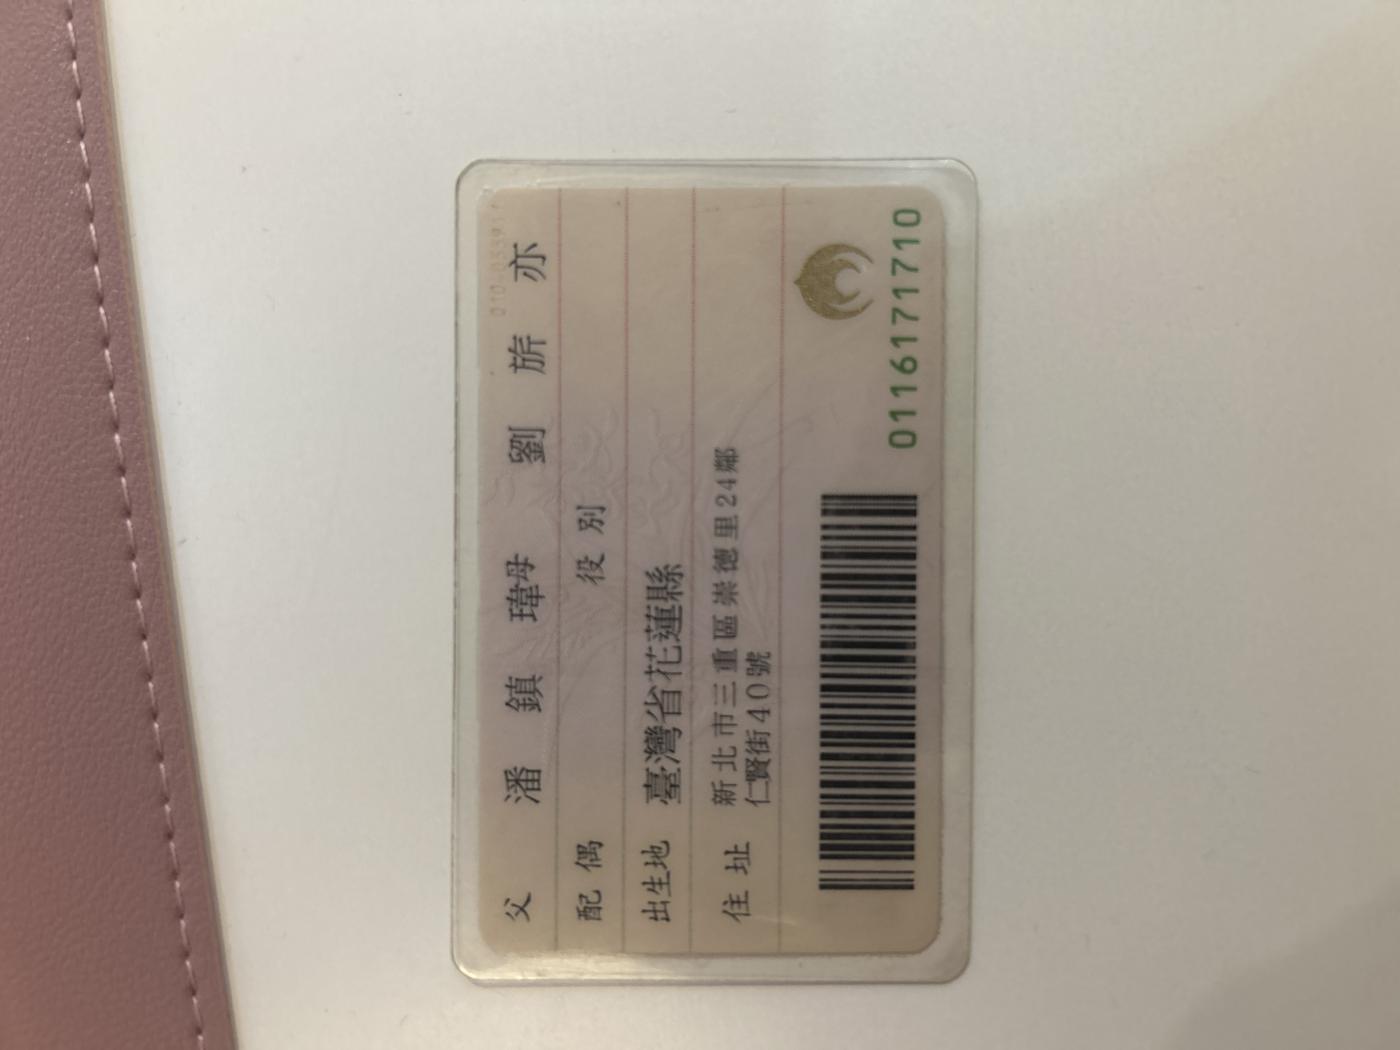 父 潘鎮瑋 母 劉旂亦
配偶 役別
出生地 臺灣省花蓮縣
住址 新北市三重區崇德里24鄰
仁賢街40號
0116171710